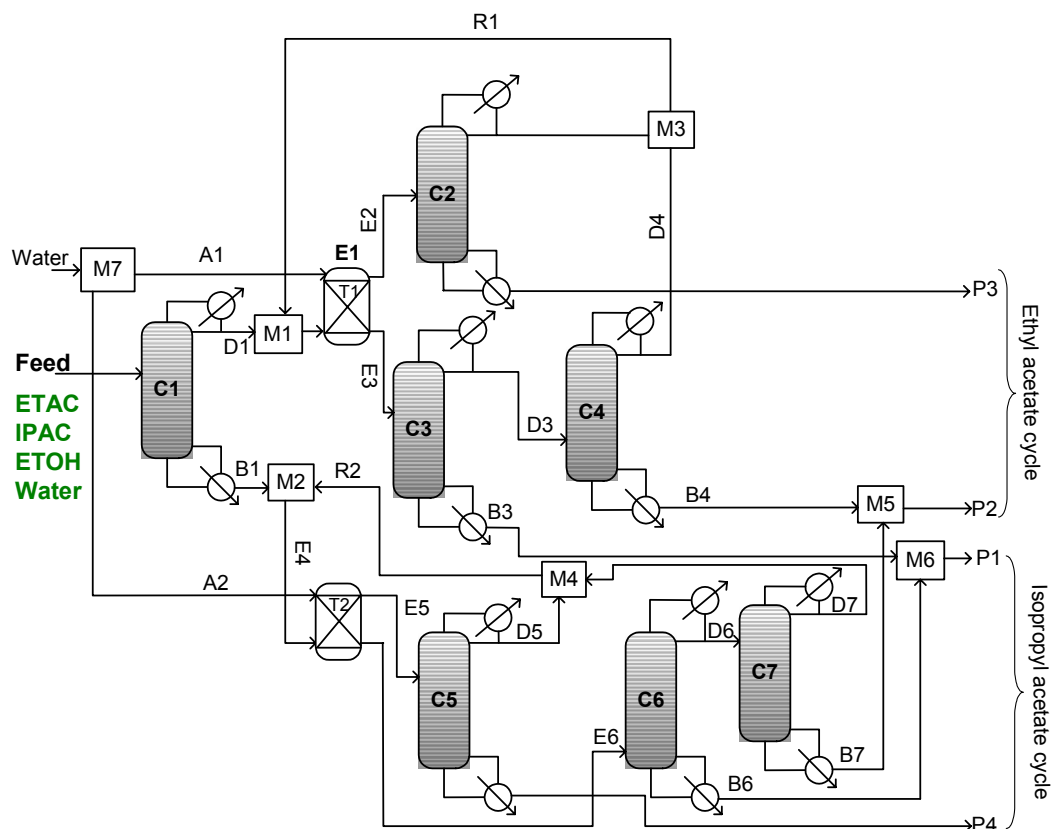 R1
M3
C2
E2
D4
Water
M7
A1
E1
T1
P3
D1
M1
Feed
C1
E3
C3
D3
C4
ETAC
IPAC
ETOH
Water
B1
M2
R2
B3
B4
M5
P2
Ethyl acetate cycle
E4
A2
T2
E5
M4
M6
P1
D5
D6
D7
C5
C6
C7
E6
B6
B7
P4
Isopropyl acetate cycle